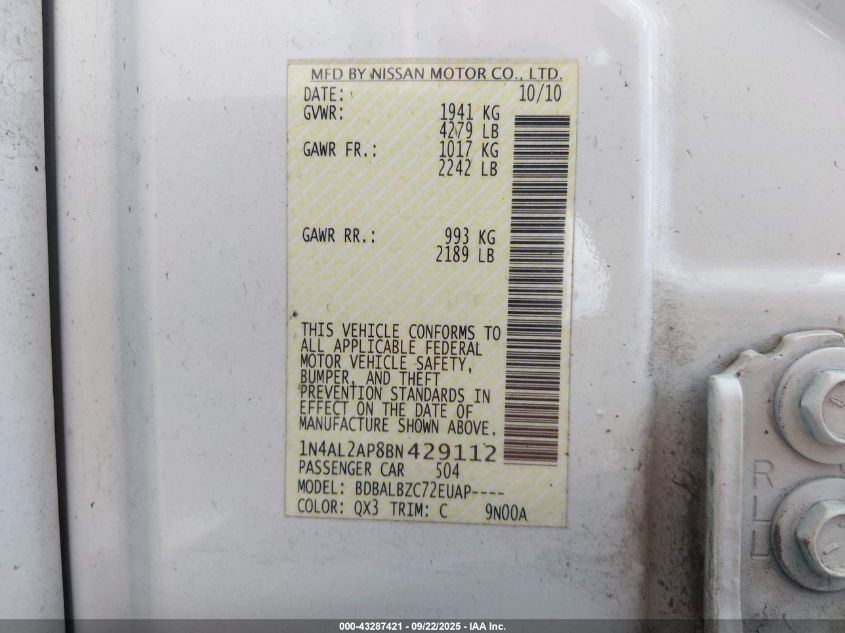 MFD BY NISSAN MOTOR CO., LTD.
DATE: 10/10
GVWR: 1941 KG
4279 LB
GAWR FR.: 1017 KG
2242 LB
GAWR RR.: 993 KG
2189 LB
THIS VEHICLE CONFORMS TO
ALL APPLICABLE FEDERAL
MOTOR VEHICLE SAFETY,
BUMPER, AND THEFT
PREVENTION STANDARDS IN
EFFECT ON THE DATE OF
MANUFACTURE SHOWN ABOVE.
1N4AL2AP8BN 429112
PASSENGER CAR 504
MODEL: BDBALBZC72EUAP----
COLOR: QX3 TRIM: C 9N00A
000-43287421 - 09/22/2025 - IAA Inc.